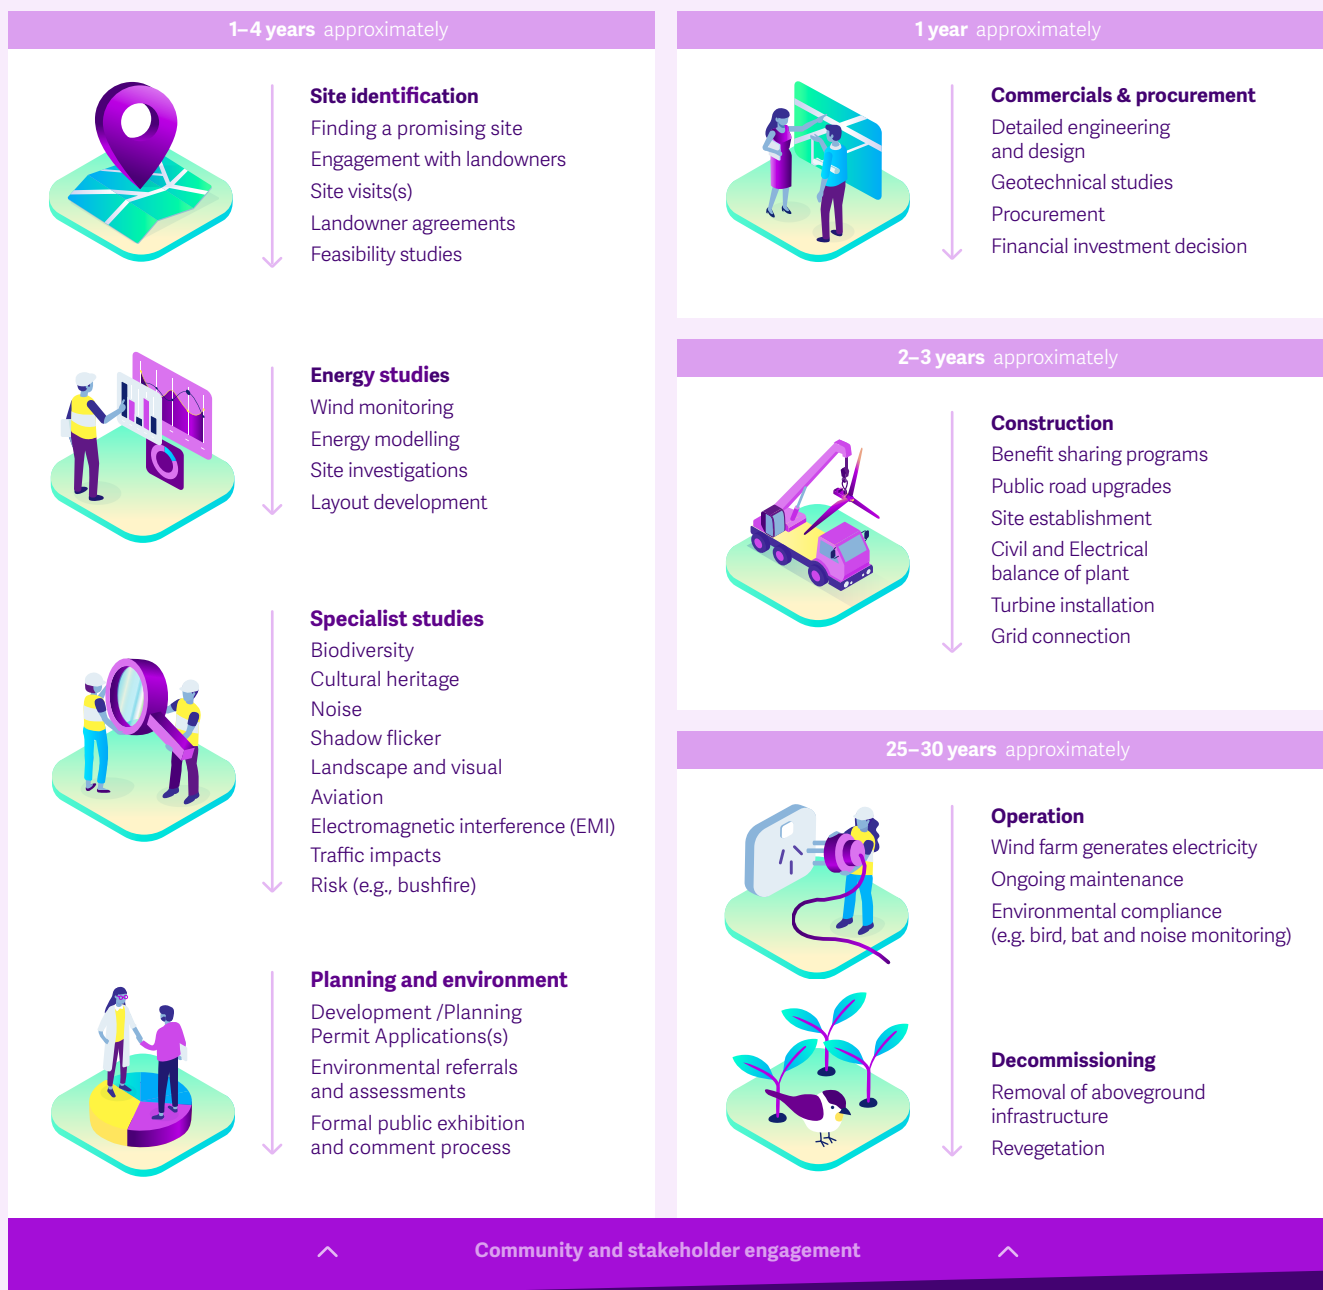 1–4 years approximately
Site identification
Finding a promising site
Engagement with landowners
Site visits(s)
Landowner agreements
Feasibility studies
Energy studies
Wind monitoring
Energy modelling
Site investigations
Layout development
Specialist studies
Biodiversity
Cultural heritage
Noise
Shadow flicker
Landscape and visual
Aviation
Electromagnetic interference (EMI)
Traffic impacts
Risk (e.g., bushfire)
Planning and environment
Development /Planning
Permit Applications(s)
Environmental referrals
and assessments
Formal public exhibition
and comment process
1 year approximately
Commercials & procurement
Detailed engineering
and design
Geotechnical studies
Procurement
Financial investment decision
2–3 years approximately
Construction
Benefit sharing programs
Public road upgrades
Site establishment
Civil and Electrical
balance of plant
Turbine installation
Grid connection
25–30 years approximately
Operation
Wind farm generates electricity
Ongoing maintenance
Environmental compliance
(e.g. bird, bat and noise monitoring)
Decommissioning
Removal of aboveground
infrastructure
Revegetation
Community and stakeholder engagement